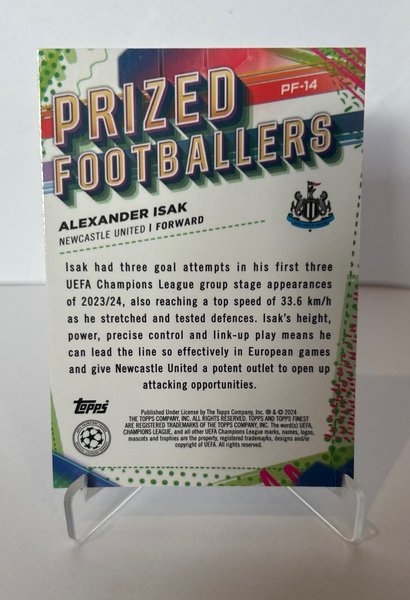 PF-14
PRIZED
FOOTBALLERS
ALEXANDER ISAK
NEWCASTLE UNITED | FORWARD
Isak had three goal attempts in his first three
UEFA Champions League group stage appearances
of 2023/24, also reaching a top speed of 33.6 km/h
as he stretched and tested defences. Isak's height,
power, precise control and link-up play means he
can lead the line so effectively in European games
and give Newcastle United a potent outlet to open up
attacking opportunities.
Topps
Published Under License by The Topps Company, Inc. ® & © 2024
THE TOPPS COMPANY, INC. ALL RIGHTS RESERVED. TOPPS AND TOPPS FINEST
ARE REGISTERED TRADEMARKS OF THE TOPPS COMPANY, INC. The word(s) UEFA,
CHAMPIONS LEAGUE, and all other UEFA Champions League marks, names, logos,
mascots and trophies are the property, registered trademarks, designs and/or
copyright of UEFA. All rights reserved.